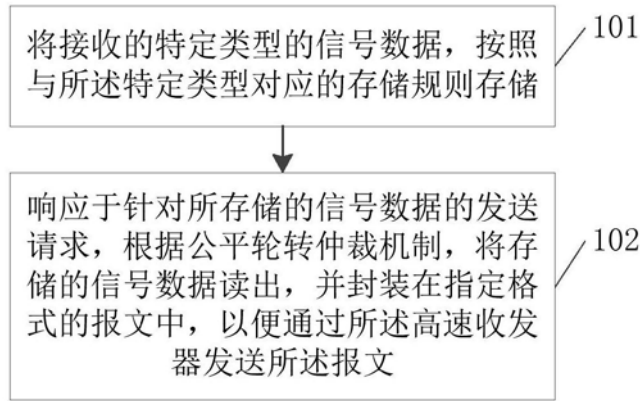 将接收的特定类型的信号数据，按照
与所述特定类型对应的存储规则存储
101
响应于针对所存储的信号数据的发送
请求，根据公平轮转仲裁机制，将存
储的信号数据读出，并封装在指定格
式的报文中，以便通过所述高速收发
器发送所述报文
102